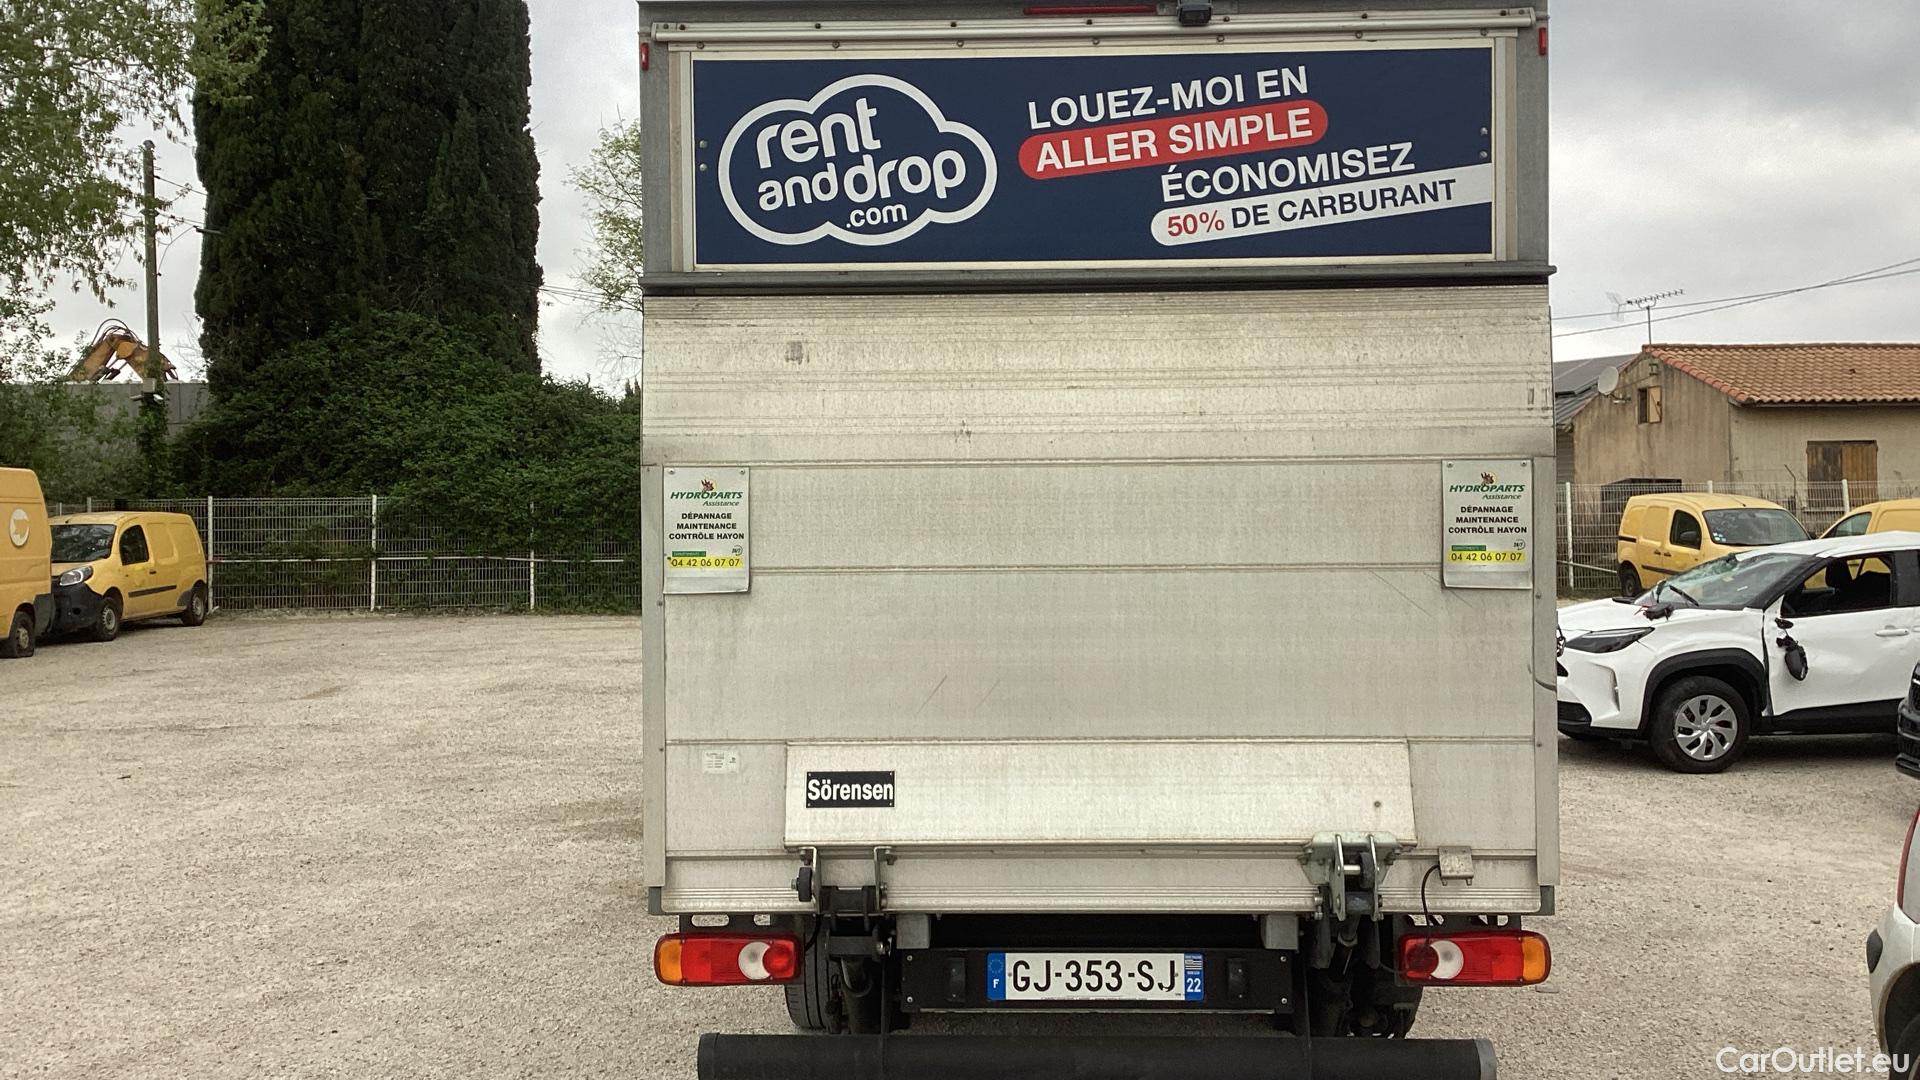 rent
and drop
.com
LOUEZ-MOI EN
ALLER SIMPLE
ÉCONOMISEZ
50% DE CARBURANT
HYDROPARTS
Assistance
DÉPANNAGE
MAINTENANCE
CONTRÔLE HAYON
04 42 06 07 07
HYDROPARTS
Assistance
DÉPANNAGE
MAINTENANCE
CONTRÔLE HAYON
04 42 06 07 07
Sörensen
F GJ-353-SJ 22
CarOutlet.eu